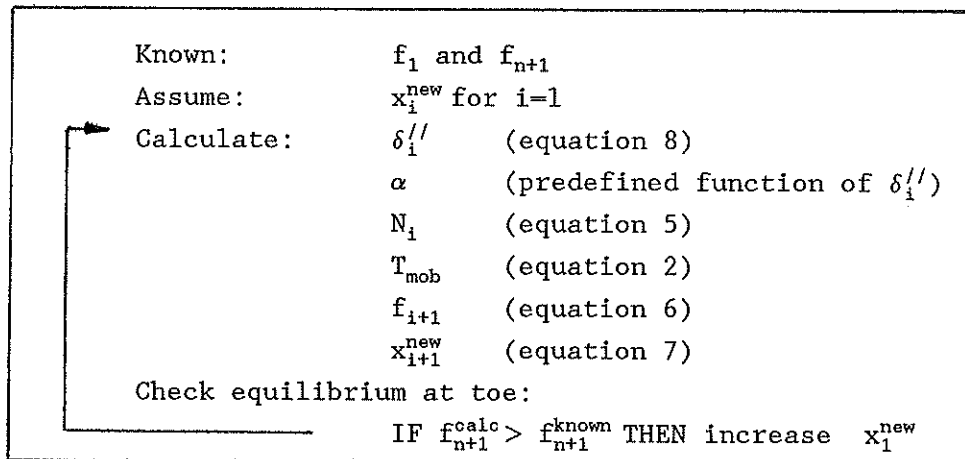 Known: f₁ and fₙ₊₁
Assume: xᵢⁿᵉʷ for i=1
Calculate: δᵢ′′ (equation 8)
α (predefined function of δᵢ′′)
Nᵢ (equation 5)
T_mob (equation 2)
fᵢ₊₁ (equation 6)
xᵢ₊₁ⁿᵉʷ (equation 7)
Check equilibrium at toe:
IF fₙ₊₁ᶜᵃˡᶜ > fₙ₊₁ᵏⁿᵒʷⁿ THEN increase x₁ⁿᵉʷ